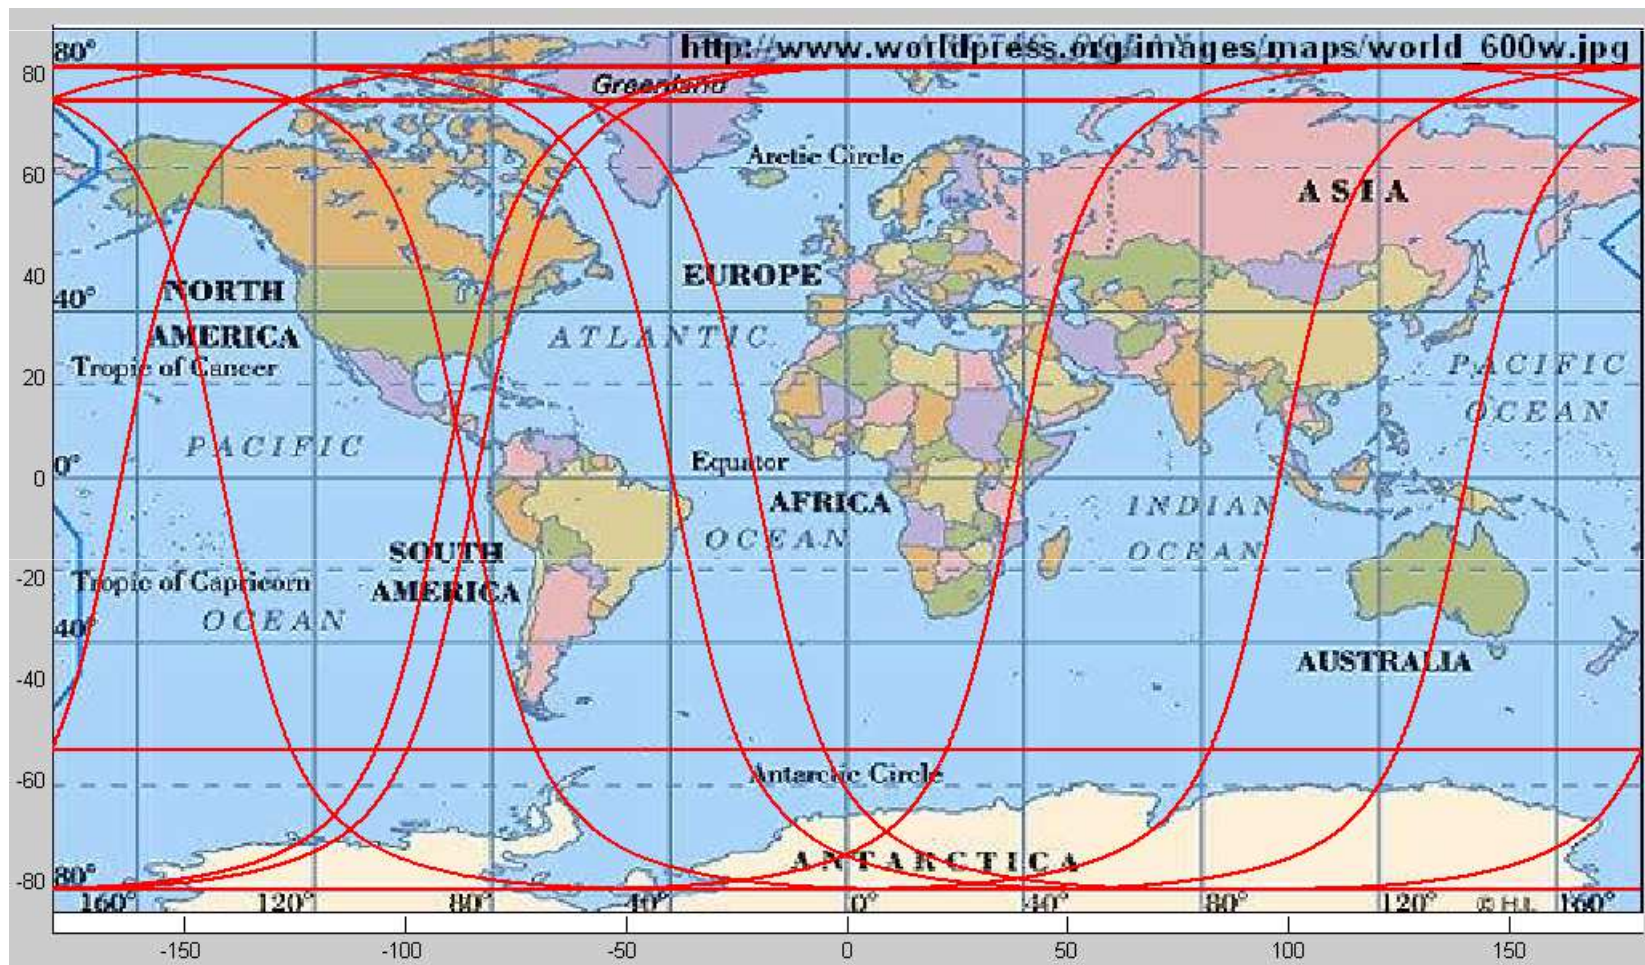 http://www.worldpress.org/images/maps/world_600w.jpg
80°
80
Greenland
Arctic Circle
60
ASIA
EUROPE
40
NORTH
40°
AMERICA
ATLANTIC
PACIFIC
Tropic of Cancer
20
OCEAN
PACIFIC
Equator
0°
0
AFRICA
INDIAN
OCEAN
SOUTH
OCEAN
-20
Tropic of Capricorn
AMERICA
OCEAN
40°
AUSTRALIA
-40
-60
Antarctic Circle
ANTARCTICA
-80
80°
160° 120° 80° 40° 0° 40° 80° 120° © H.I. 160°
-150 -100 -50 0 50 100 150